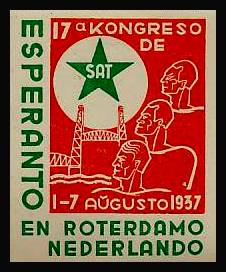 ESPERANTO
17ª KONGRESO
DE
SAT
1-7 AŬGUSTO 1937
EN ROTERDAMO
NEDERLANDO